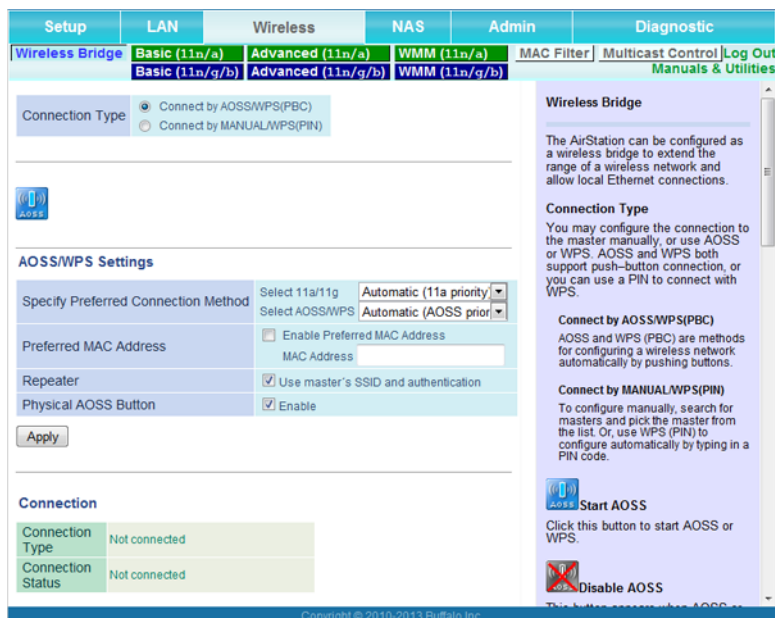 Setup LAN Wireless NAS Admin Diagnostic
Wireless Bridge Basic (11n/a) Advanced (11n/a) WMM (11n/a) MAC Filter Multicast Control Log Out
Basic (11n/g/b) Advanced (11n/g/b) WMM (11n/g/b) Manuals & Utilities
Connection Type
Connect by AOSS/WPS(PBC)
Connect by MANUAL/WPS(PIN)
AOSS
AOSS/WPS Settings
Specify Preferred Connection Method
Select 11a/11g Automatic (11a priority)
Select AOSS/WPS Automatic (AOSS prior
Preferred MAC Address
Enable Preferred MAC Address
MAC Address
Repeater Use master's SSID and authentication
Physical AOSS Button Enable
Apply
Connection
Connection
Type
Not connected
Connection
Status
Not connected
Wireless Bridge
The AirStation can be configured as
a wireless bridge to extend the
range of a wireless network and
allow local Ethernet connections.
Connection Type
You may configure the connection to
the master manually, or use AOSS
or WPS. AOSS and WPS both
support push-button connection, or
you can use a PIN to connect with
WPS.
Connect by AOSS/WPS(PBC)
AOSS and WPS (PBC) are methods
for configuring a wireless network
automatically by pushing buttons.
Connect by MANUAL/WPS(PIN)
To configure manually, search for
masters and pick the master from
the list. Or, use WPS (PIN) to
configure automatically by typing in a
PIN code.
AOSS Start AOSS
Click this button to start AOSS or
WPS.
Disable AOSS
This button appears when AOSS or
Copyright © 2010-2013 Buffalo Inc.